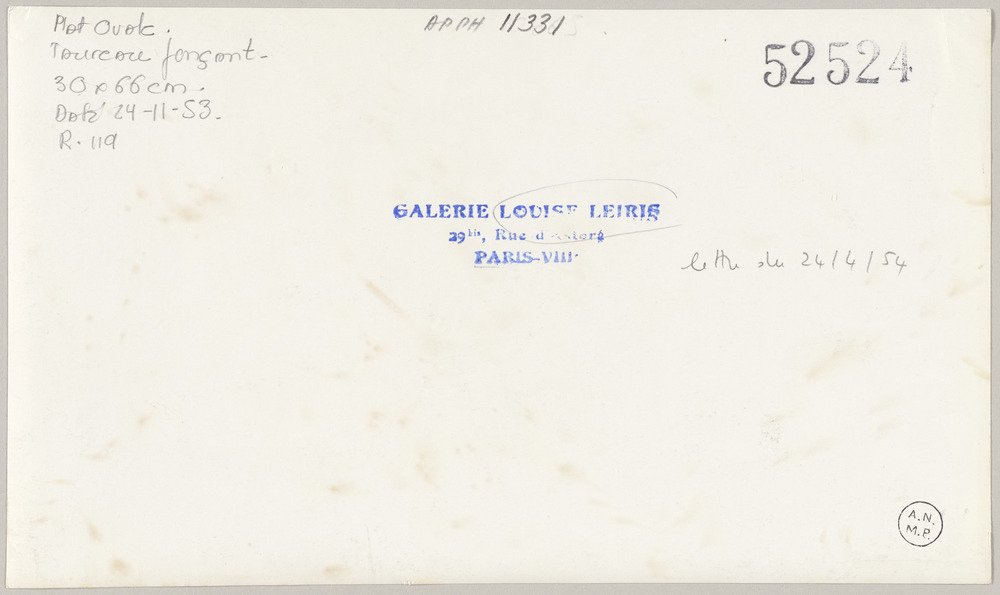 Plat Ovale.
Taureau fonçant.
30 x 66 cm.
Daté 24-11-53.
R. 119
APPH 11331
52524
GALERIE LOUISE LEIRIS
29bis, Rue d'Astorg
PARIS-VIIIe
lettre du 24/4/54
A.N.
M.P.